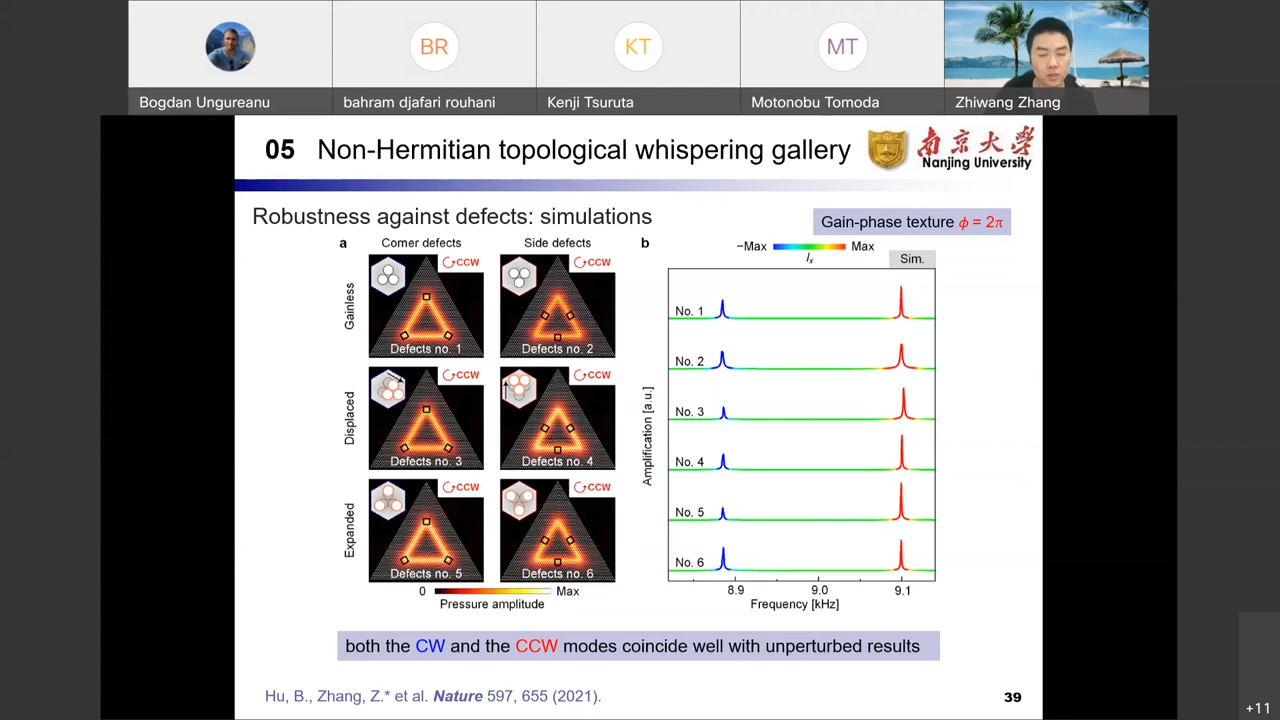 BR
KT
MT
Bogdan Ungureanu
bahram djafari rouhani
Kenji Tsuruta
Motonobu Tomoda
Zhiwang Zhang
05 Non-Hermitian topological whispering gallery
南京大学
Nanjing University
Robustness against defects: simulations
Gain-phase texture ϕ = 2π
a
Corner defects
Side defects
Gainless
CCW
Defects no. 1
CCW
Defects no. 2
Displaced
CCW
Defects no. 3
CCW
Defects no. 4
Expanded
CCW
Defects no. 5
CCW
Defects no. 6
0
Max
Pressure amplitude
b
−Max
Max
Iₓ
Sim.
No. 1
No. 2
No. 3
No. 4
No. 5
No. 6
Amplification [a.u.]
8.9 9.0 9.1
Frequency [kHz]
both the CW and the CCW modes coincide well with unperturbed results
Hu, B., Zhang, Z.* et al. Nature 597, 655 (2021).
39
+11